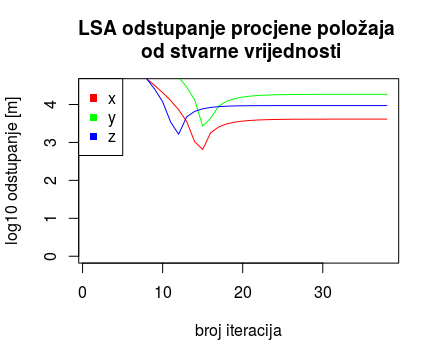 LSA odstupanje procjene položaja
od stvarne vrijednosti
log10 odstupanje [m]
x
y
z
4
3
2
1
0
0 10 20 30
broj iteracija